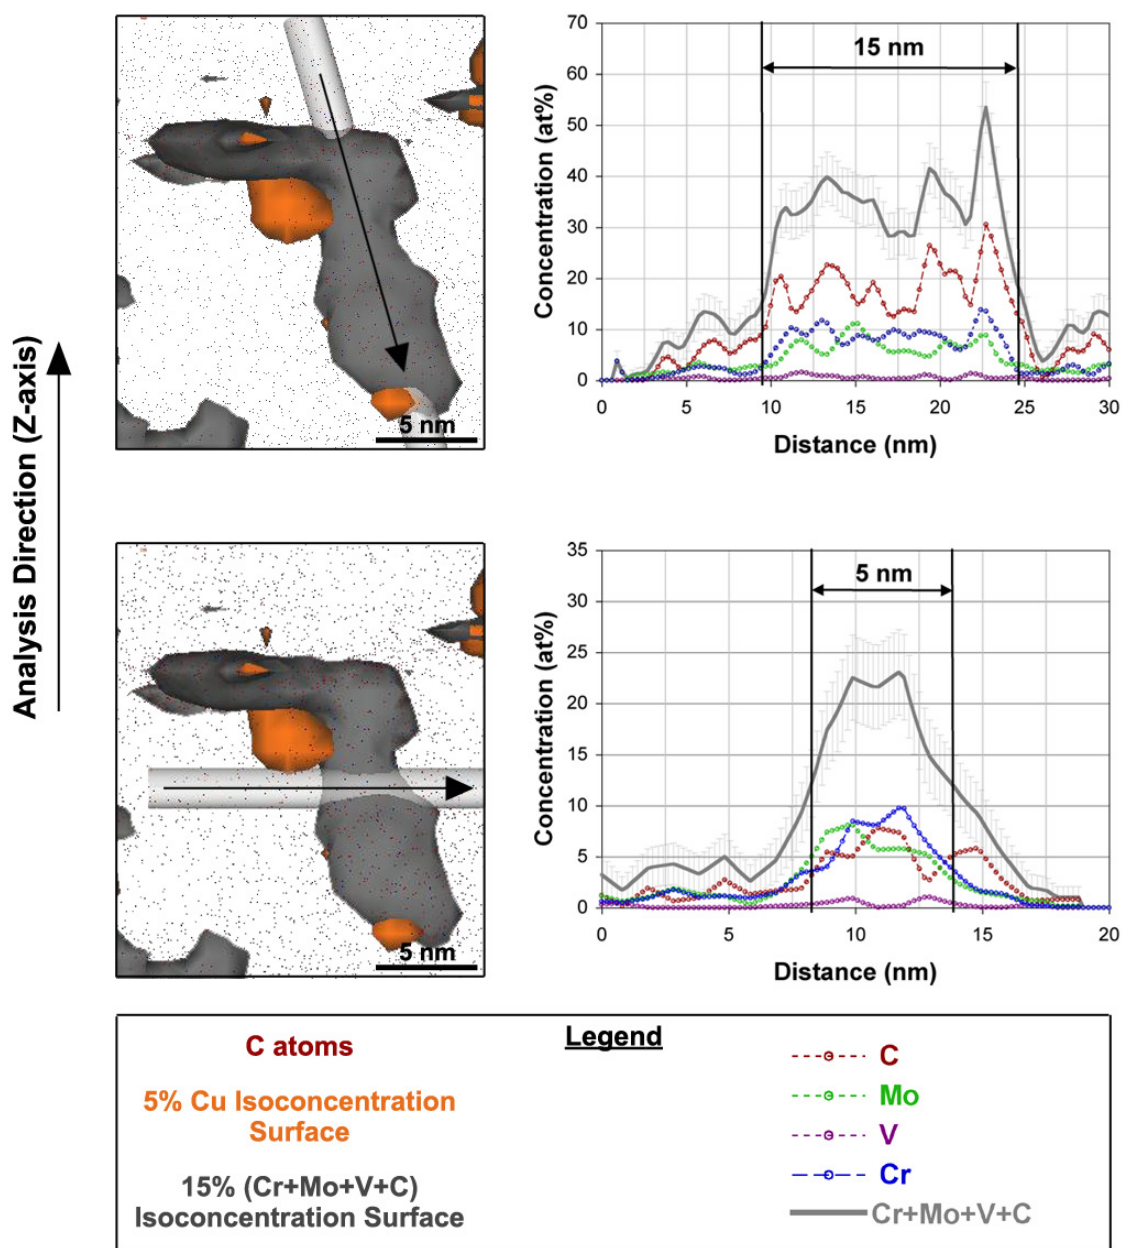 Analysis Direction (Z-axis)
5 nm
Concentration (at%)
70
60
50
40
30
20
10
0
15 nm
0 5 10 15 20 25 30
Distance (nm)
5 nm
Concentration (at%)
35
30
25
20
15
10
5
0
5 nm
0 5 10 15 20
Distance (nm)
Legend
C atoms
5% Cu Isoconcentration
Surface
15% (Cr+Mo+V+C)
Isoconcentration Surface
C
Mo
V
Cr
Cr+Mo+V+C